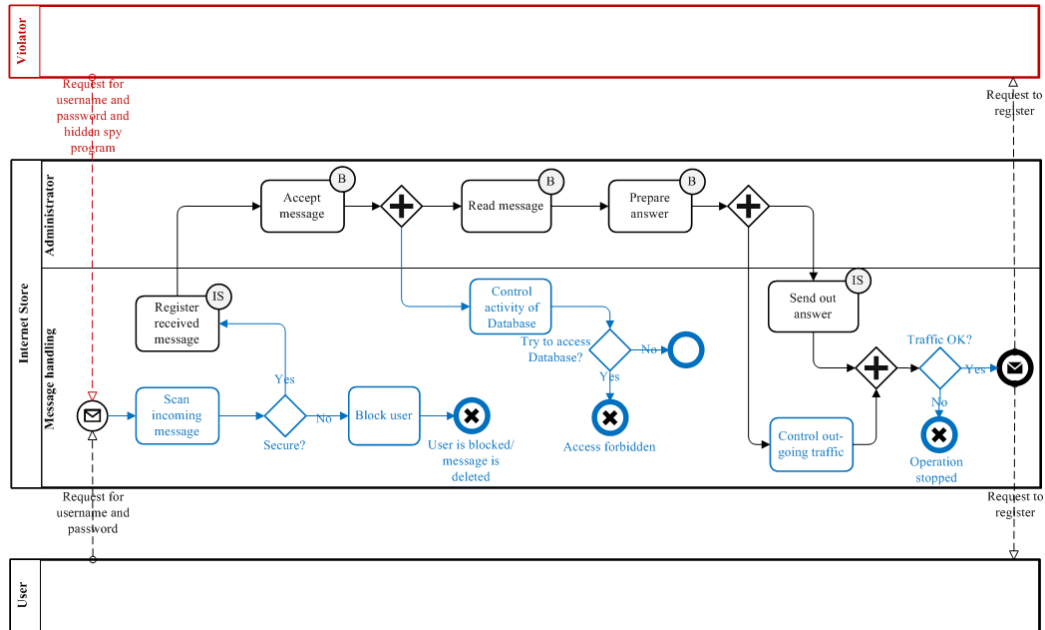 Violator
Request for
username and
password and
hidden spy
program
Request to
register
Internet Store
Administrator
Accept
message
B
Read message
B
Prepare
answer
B
Message handling
Register
received
message
IS
Control
activity of
Database
Send out
answer
IS
Try to access
Database?
No
Yes
Access forbidden
Traffic OK?
Yes
No
Operation
stopped
Scan
incoming
message
Yes
No
Secure?
Block user
User is blocked/
message is
deleted
Control out-
going traffic
Request for
username and
password
Request to
register
User